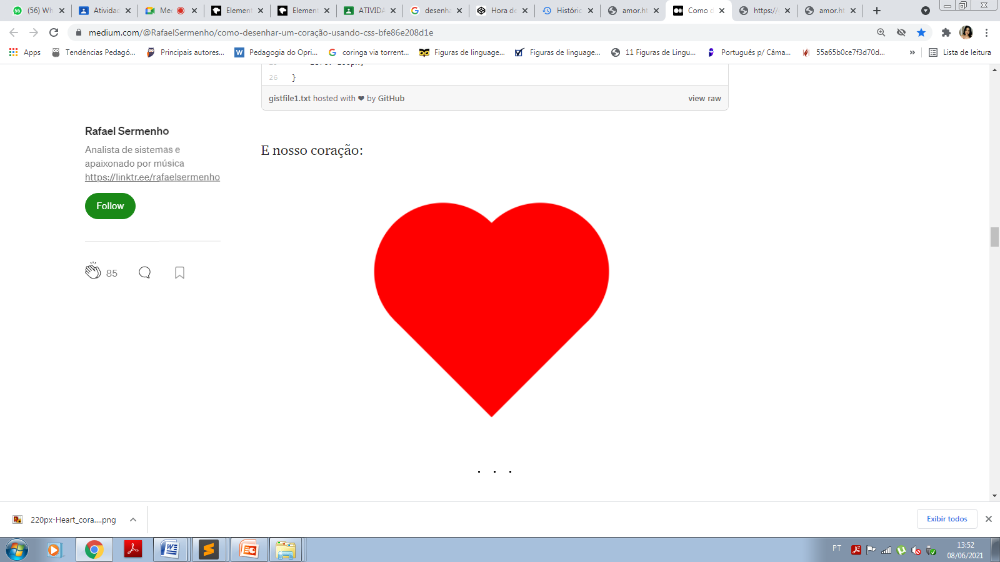 (56) Wh
Atividad
Mee
Element
Element
ATIVIDA
desenha
Hora de
Históric
amor.ht
Como d
https://
amor.ht
medium.com/@RafaelSermenho/como-desenhar-um-coração-usando-css-bfe86e208d1e
Apps
Tendências Pedagó...
Principais autores...
Pedagogia do Opri...
coringa via torrent...
Figuras de linguage...
Figuras de linguage...
11 Figuras de Lingu...
Português p/ Câma...
55a65b0ce7f3d70d...
Lista de leitura
26 }
gistfile1.txt hosted with ❤ by GitHub
view raw
Rafael Sermenho
Analista de sistemas e
apaixonado por música
https://linktr.ee/rafaelsermenho
Follow
85
E nosso coração:
. . .
220px-Heart_cora....png
Exibir todos
PT
13:52
08/06/2021